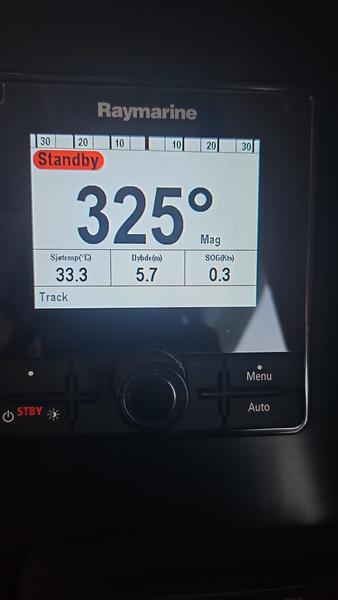 Raymarine
30 20 10 10 20 30
Standby
325°
Mag
Sjøtemp(°C) Dybde(m) SOG(Kts)
33.3 5.7 0.3
Track
Menu
STBY
Auto